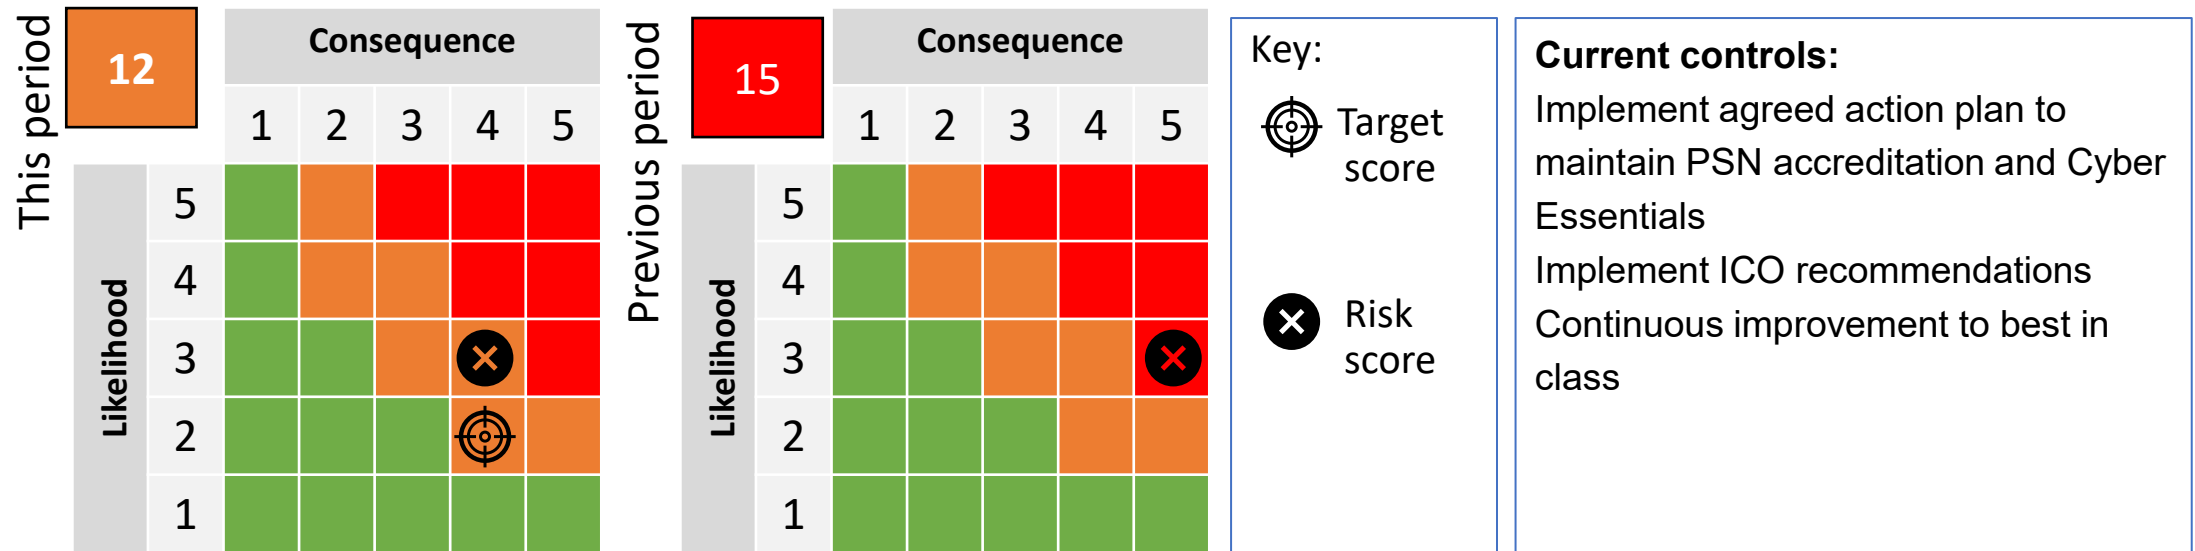 This period
12
Consequence
1 2 3 4 5
Likelihood
5
4
3
2
1
Previous period
15
Consequence
1 2 3 4 5
Likelihood
5
4
3
2
1
Key:
Target
score
Risk
score
Current controls:
Implement agreed action plan to
maintain PSN accreditation and Cyber
Essentials
Implement ICO recommendations
Continuous improvement to best in
class